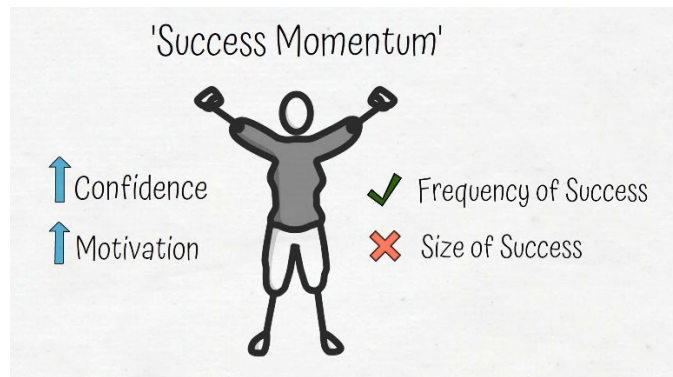 'Success Momentum'
Confidence
Motivation
Frequency of Success
Size of Success